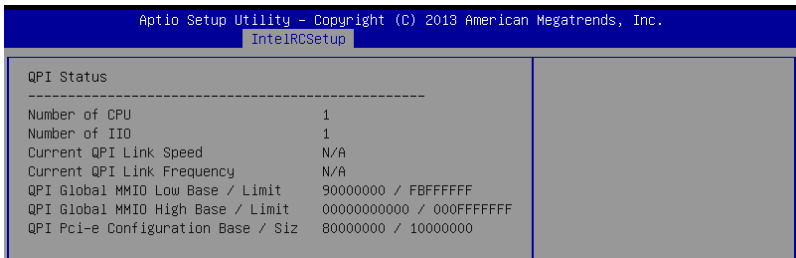 Aptio Setup Utility – Copyright (C) 2013 American Megatrends, Inc.
IntelRCSetup
QPI Status
--------------------------------------------------
Number of CPU 1
Number of IIO 1
Current QPI Link Speed N/A
Current QPI Link Frequency N/A
QPI Global MMIO Low Base / Limit 90000000 / FBFFFFFF
QPI Global MMIO High Base / Limit 00000000000 / 000FFFFFFF
QPI Pci-e Configuration Base / Siz 80000000 / 10000000